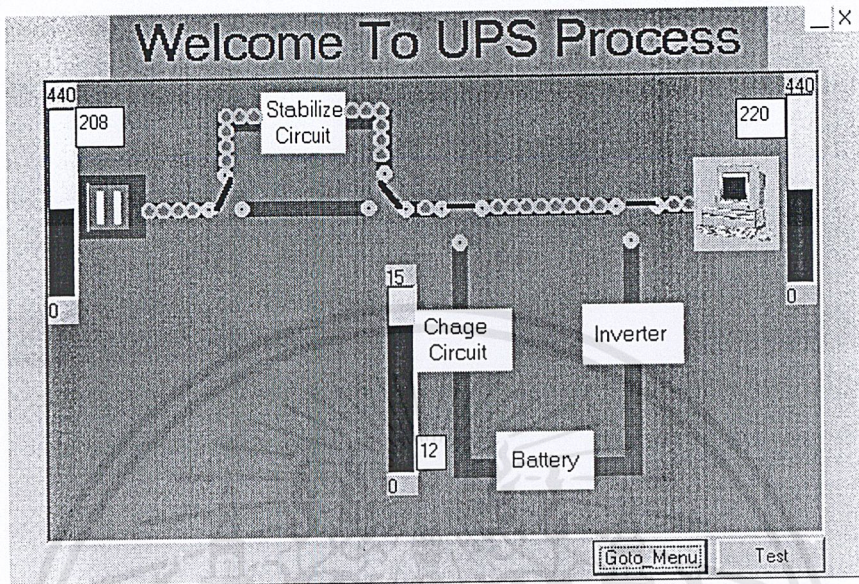 _ X
Welcome To UPS Process
440
208
Stabilize
Circuit
440
220
0
0
15
Chage
Circuit
Inverter
12
Battery
0
Goto_Menu
Test